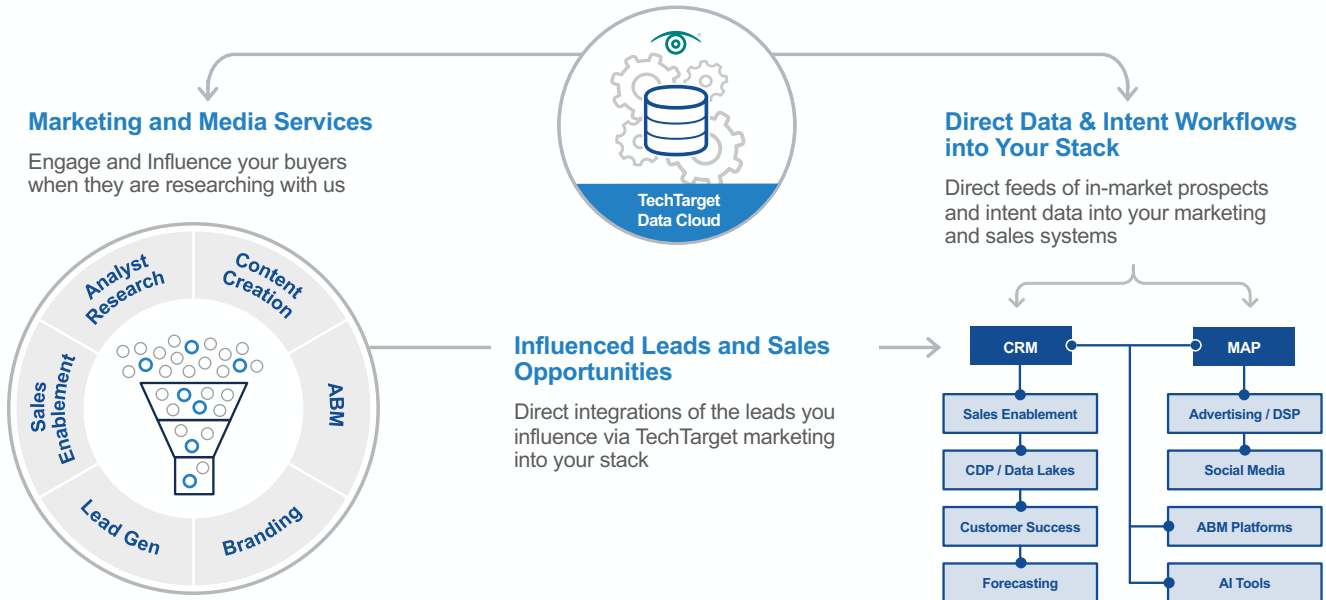 TechTarget
Data Cloud
Marketing and Media Services
Engage and Influence your buyers
when they are researching with us
Analyst
Research
Content
Creation
Sales
Enablement
ABM
Lead Gen
Branding
Influenced Leads and Sales
Opportunities
Direct integrations of the leads you
influence via TechTarget marketing
into your stack
Direct Data & Intent Workflows
into Your Stack
Direct feeds of in-market prospects
and intent data into your marketing
and sales systems
CRM
MAP
Sales Enablement
Advertising / DSP
CDP / Data Lakes
Social Media
Customer Success
ABM Platforms
Forecasting
AI Tools